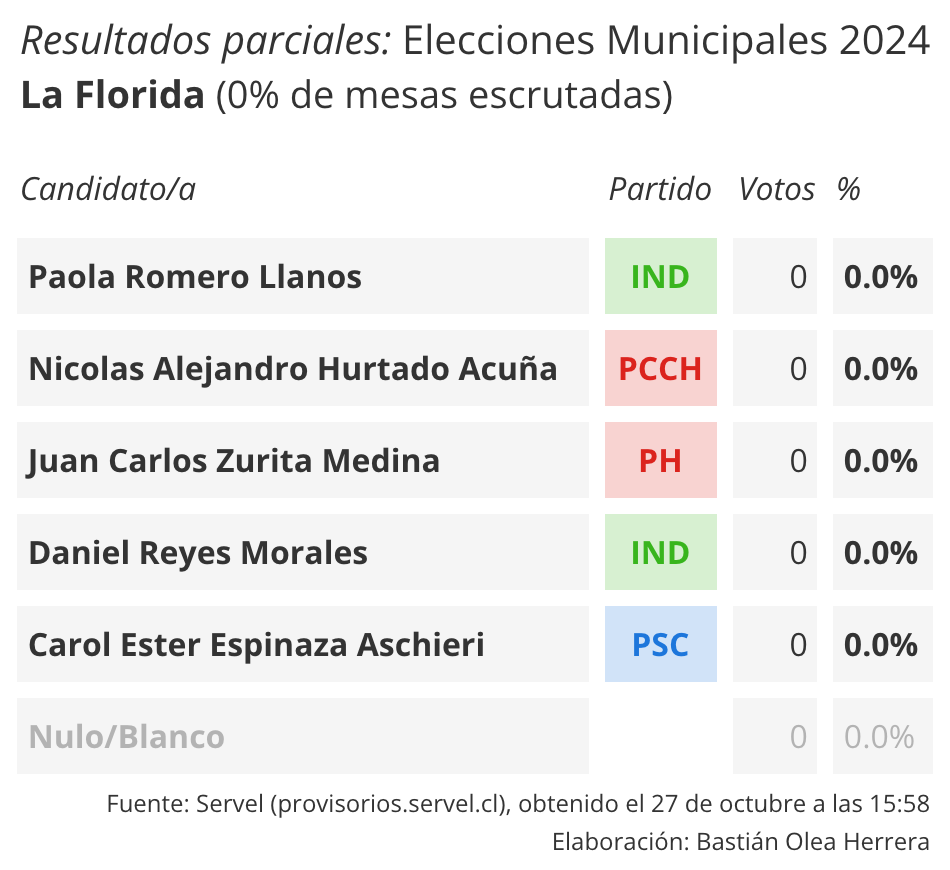 Resultados parciales: Elecciones Municipales 2024
La Florida (0% de mesas escrutadas)
Candidato/a Partido Votos %
Paola Romero Llanos IND 0 0.0%
Nicolas Alejandro Hurtado Acuña PCCH 0 0.0%
Juan Carlos Zurita Medina PH 0 0.0%
Daniel Reyes Morales IND 0 0.0%
Carol Ester Espinaza Aschieri PSC 0 0.0%
Nulo/Blanco 0 0.0%
Fuente: Servel (provisorios.servel.cl), obtenido el 27 de octubre a las 15:58
Elaboración: Bastián Olea Herrera